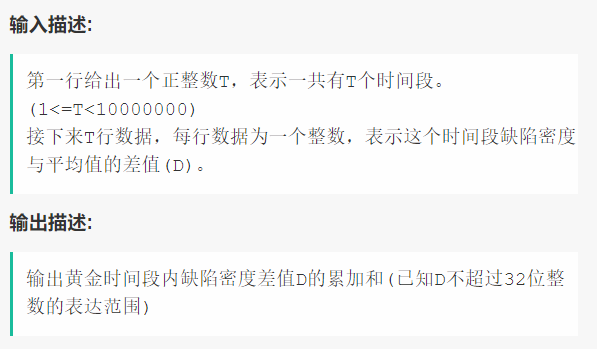 输入描述:
第一行给出一个正整数T，表示一共有T个时间段。
(1<=T<10000000)
接下来T行数据，每行数据为一个整数，表示这个时间段缺陷密度
与平均值的差值(D)。
输出描述:
输出黄金时间段内缺陷密度差值D的累加和(已知D不超过32位整
数的表达范围)